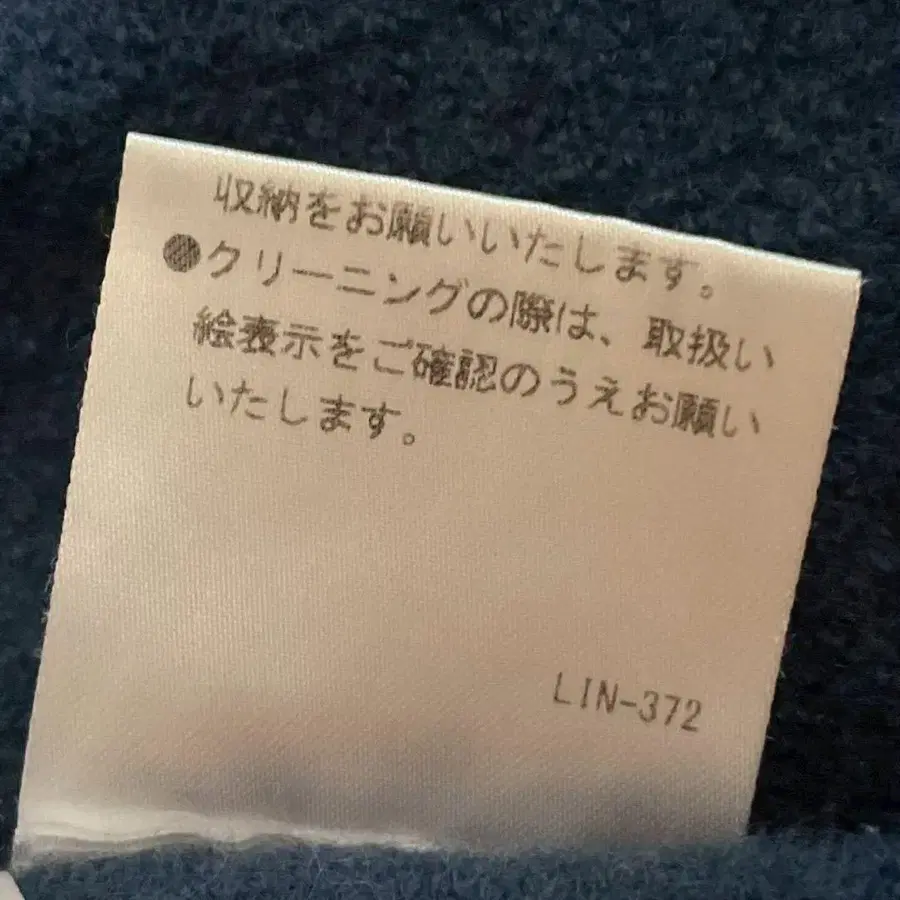 収納をお願いいたします。
●クリーニングの際は、取扱い
絵表示をご確認のうえお願い
いたします。
LIN-372